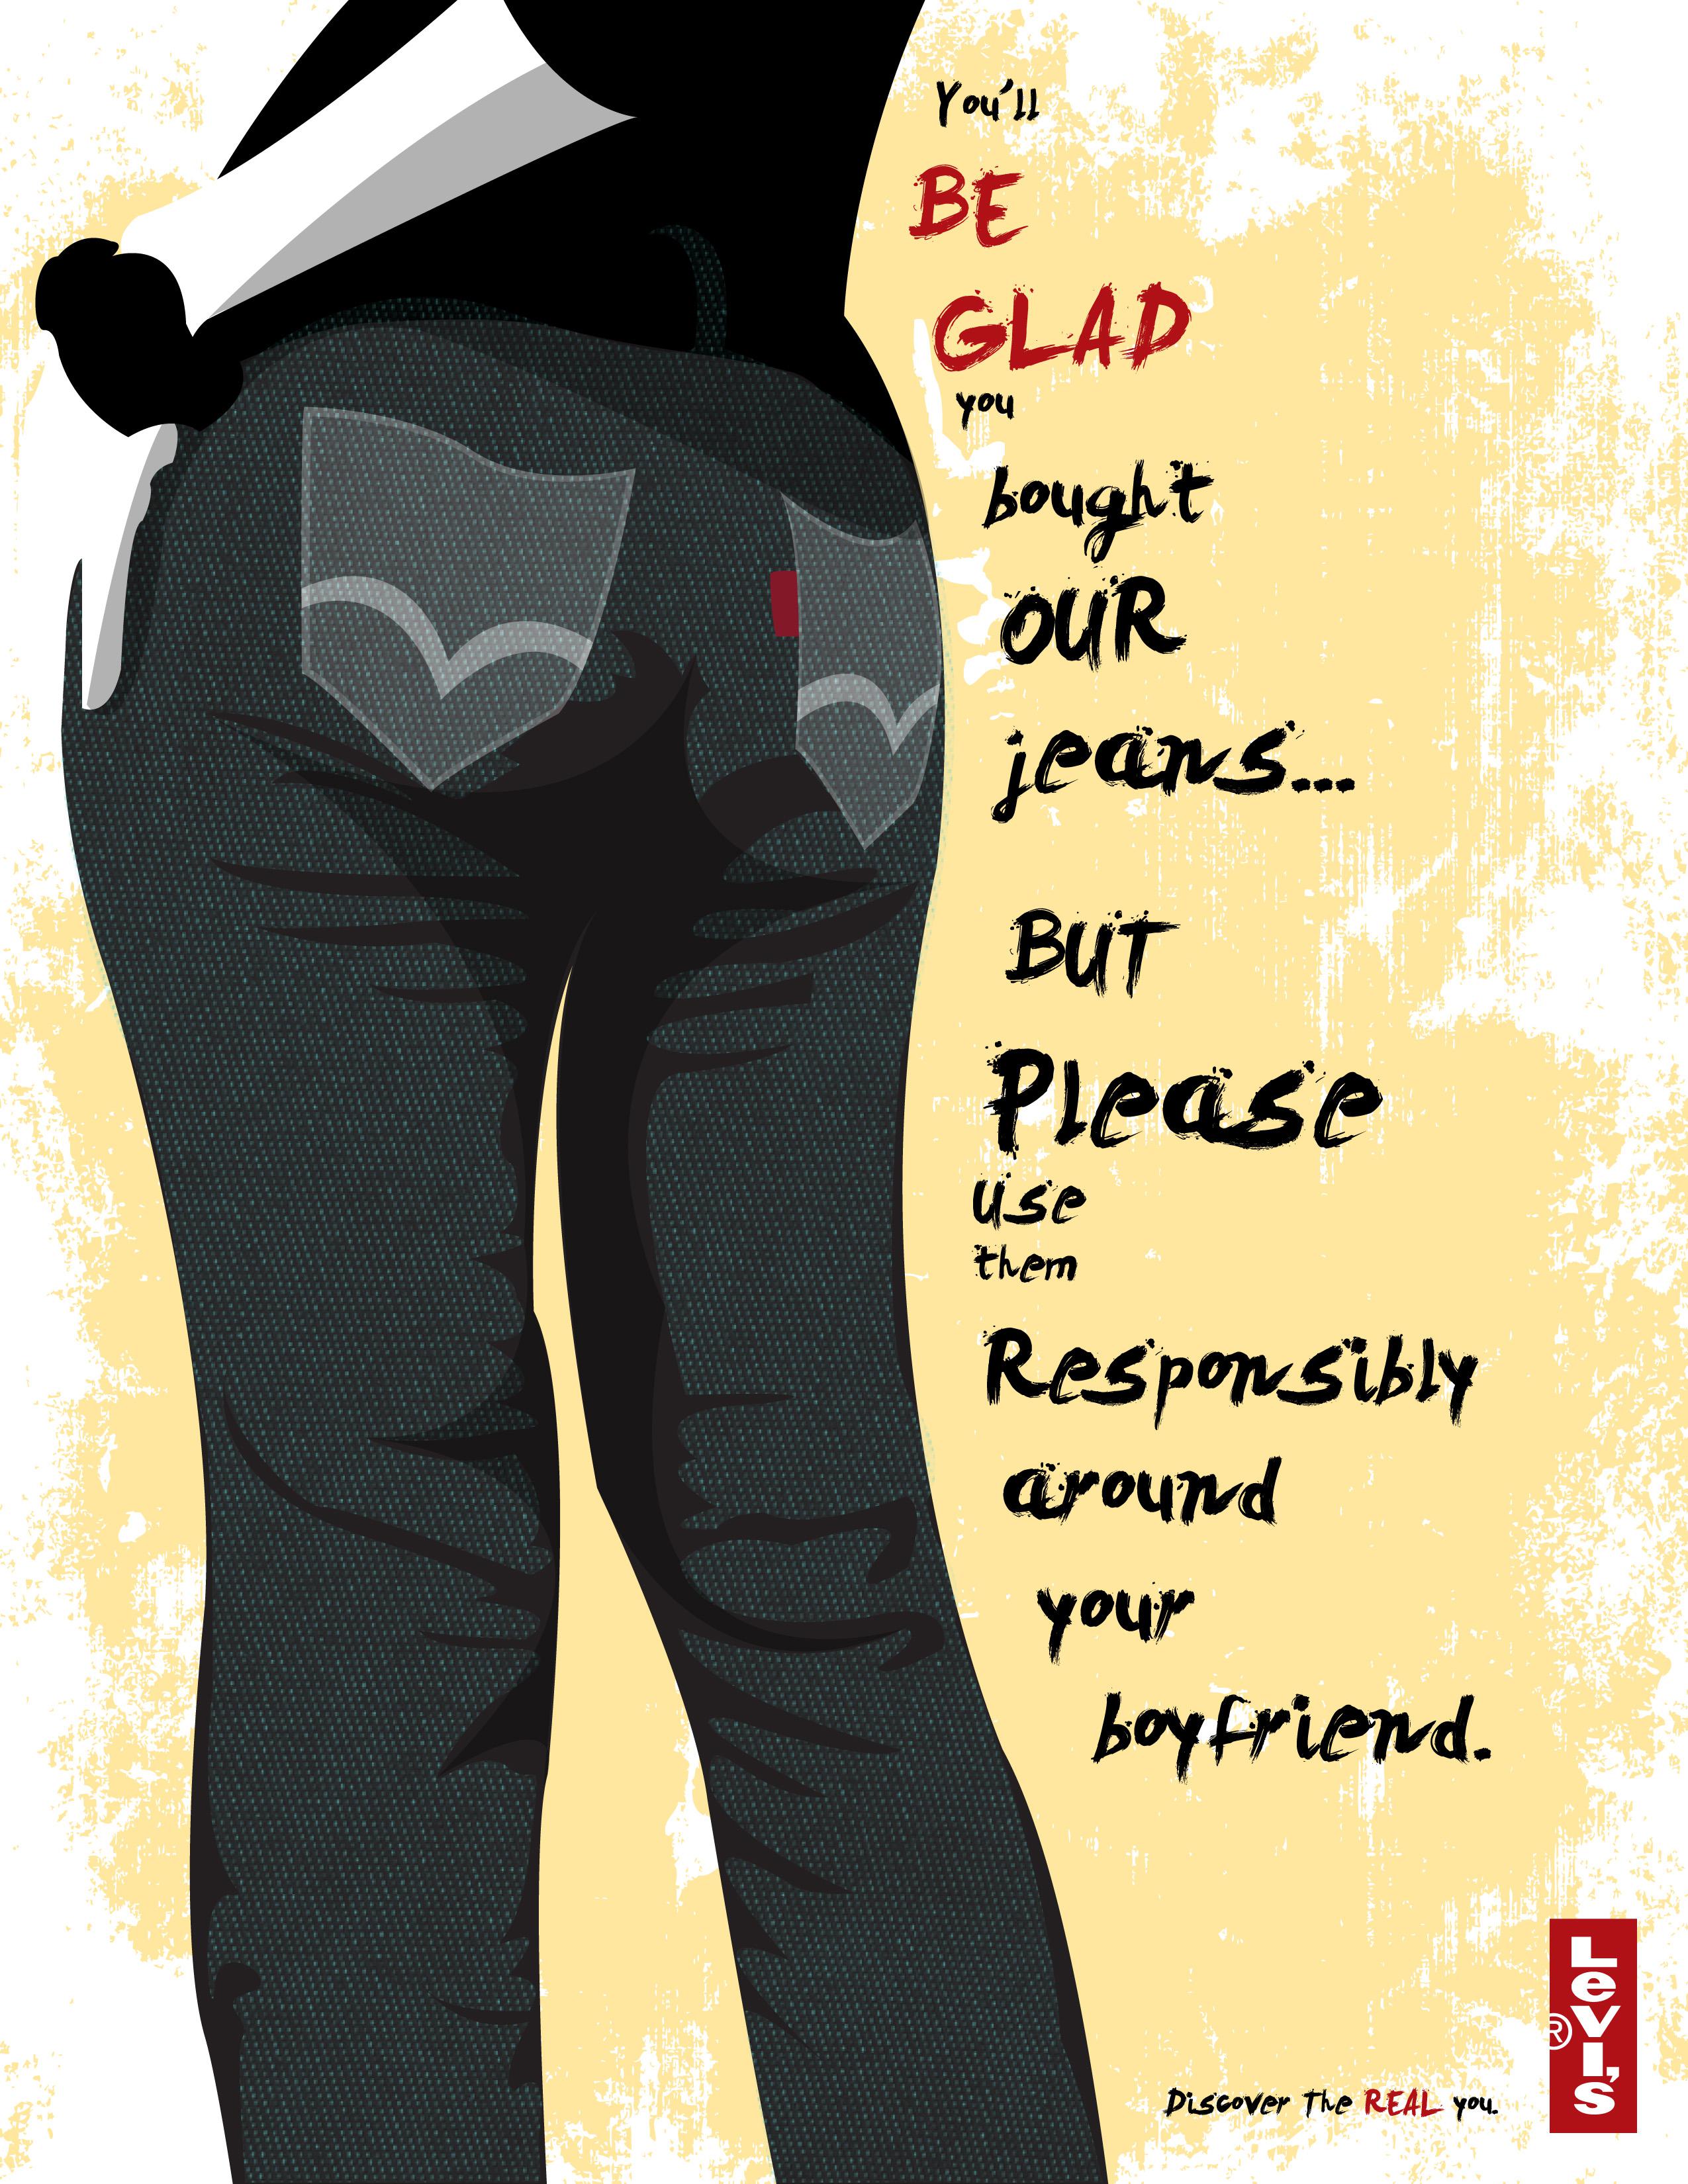 You'll
BE
GLAD
you
bought
OUR
jeans...
BUT
Please
use
them
Responsibly
around
your
boyfriend.
Levi's
®
Discover The REAL you.